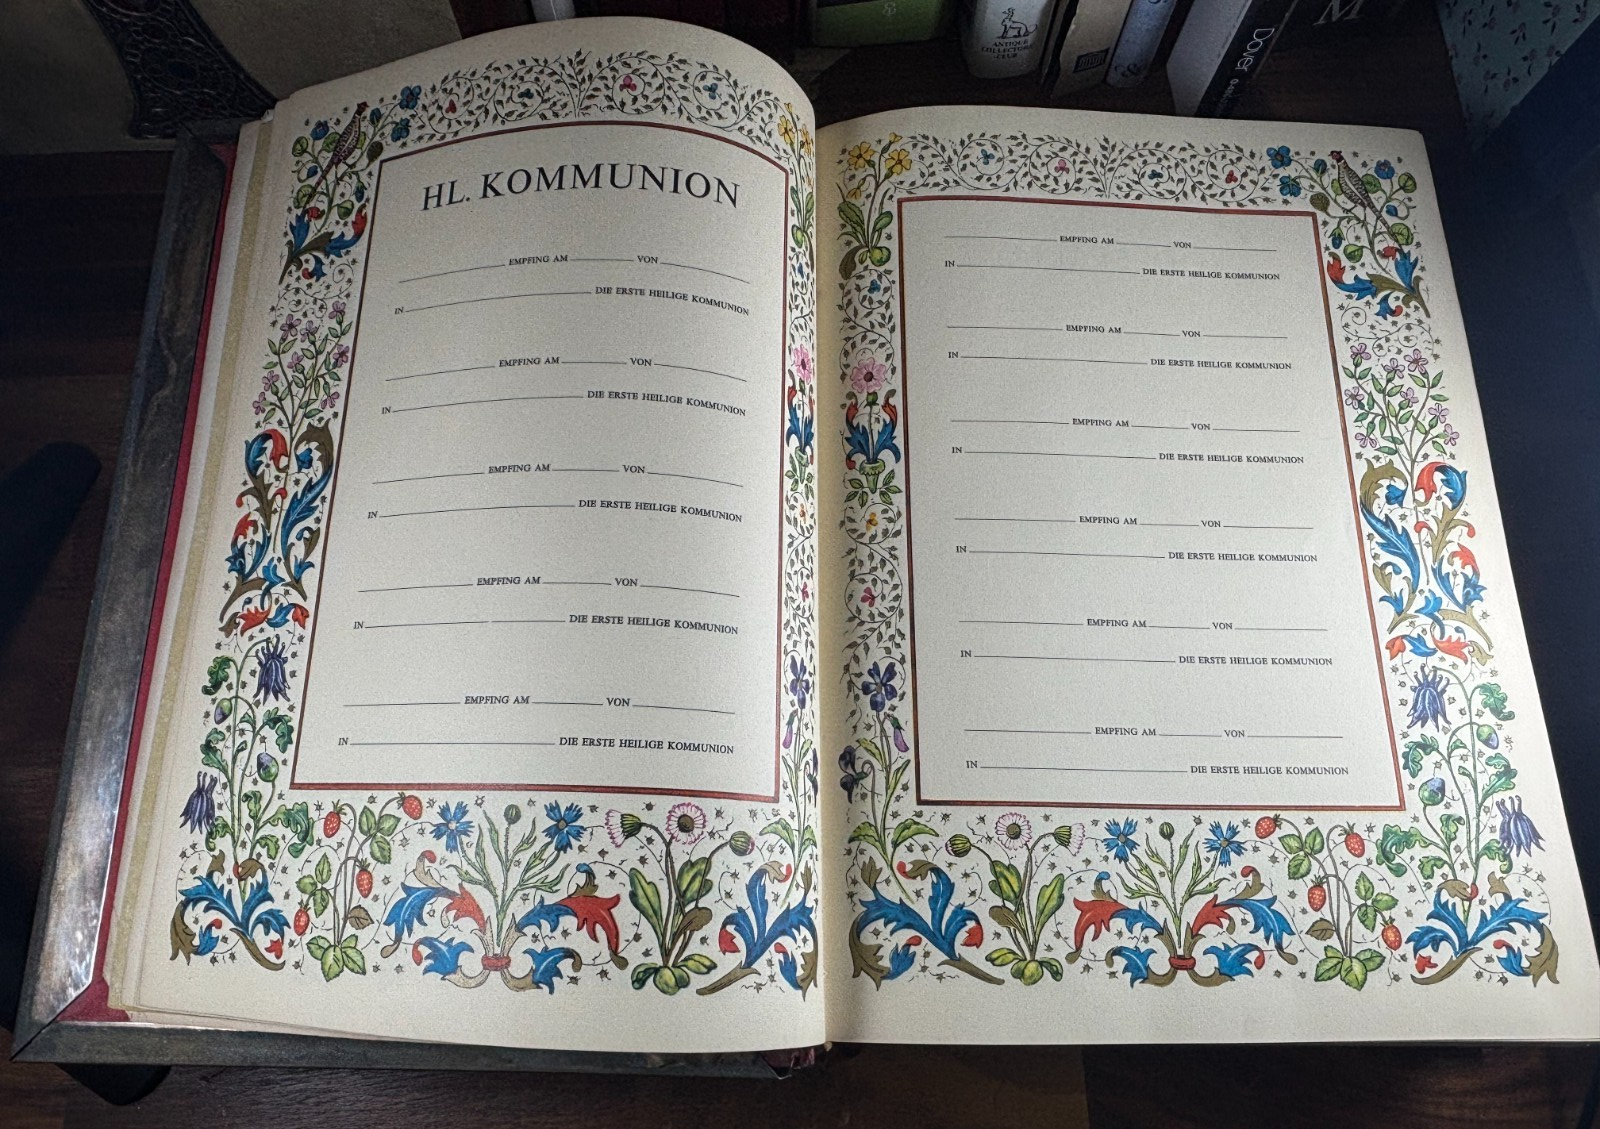 HL. KOMMUNION
EMPFING AM VON
IN DIE ERSTE HEILIGE KOMMUNION
EMPFING AM VON
IN DIE ERSTE HEILIGE KOMMUNION
EMPFING AM VON
IN DIE ERSTE HEILIGE KOMMUNION
EMPFING AM VON
IN DIE ERSTE HEILIGE KOMMUNION
EMPFING AM VON
IN DIE ERSTE HEILIGE KOMMUNION
EMPFING AM VON
IN DIE ERSTE HEILIGE KOMMUNION
EMPFING AM VON
IN DIE ERSTE HEILIGE KOMMUNION
EMPFING AM VON
IN DIE ERSTE HEILIGE KOMMUNION
EMPFING AM VON
IN DIE ERSTE HEILIGE KOMMUNION
EMPFING AM VON
IN DIE ERSTE HEILIGE KOMMUNION
EMPFING AM VON
IN DIE ERSTE HEILIGE KOMMUNION
ANTIQUE
COLLECTORS'
CLUB
Dover
M